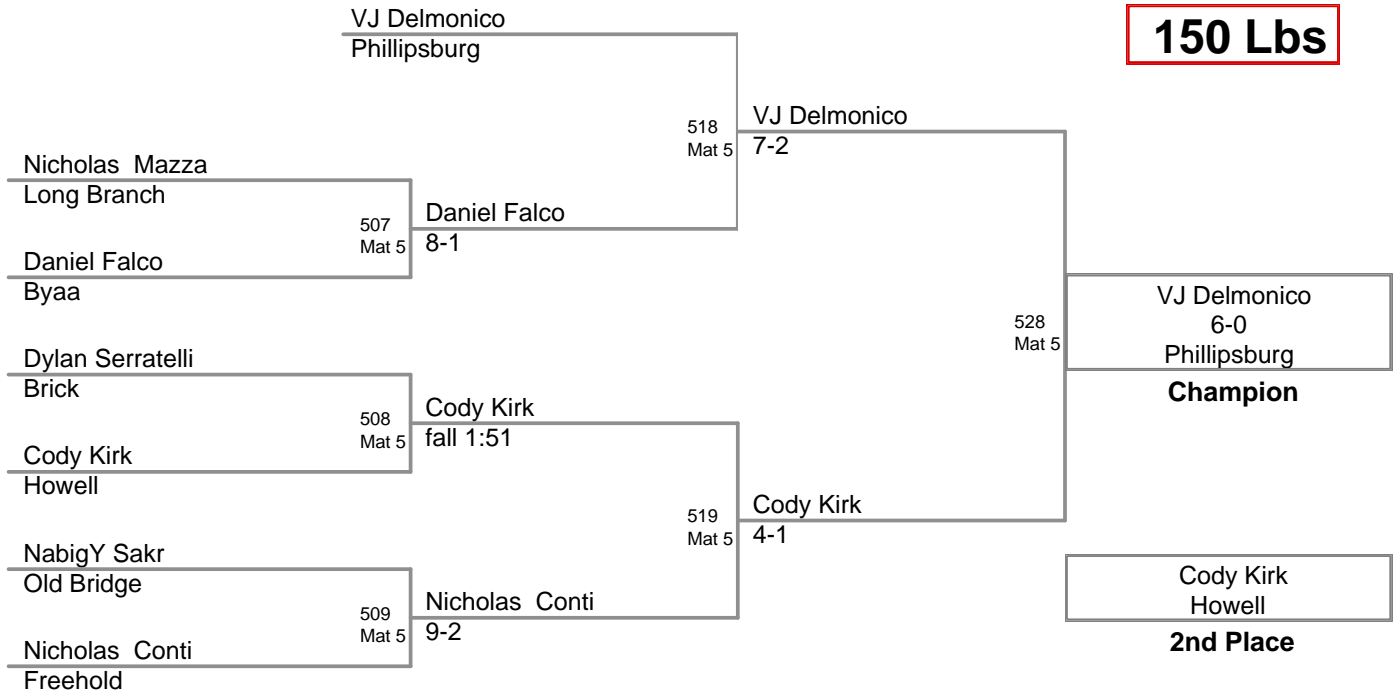 VJ Delmonico
Phillipsburg
150 Lbs
518
Mat 5
VJ Delmonico
7-2
Nicholas  Mazza
Long Branch
507
Mat 5
Daniel Falco
8-1
Daniel Falco
Byaa
528
Mat 5
VJ Delmonico
6-0
Phillipsburg
Champion
Dylan Serratelli
Brick
508
Mat 5
Cody Kirk
fall 1:51
Cody Kirk
Howell
519
Mat 5
Cody Kirk
4-1
NabigY Sakr
Old Bridge
509
Mat 5
Nicholas  Conti
9-2
Nicholas  Conti
Freehold
Cody Kirk
Howell
2nd Place